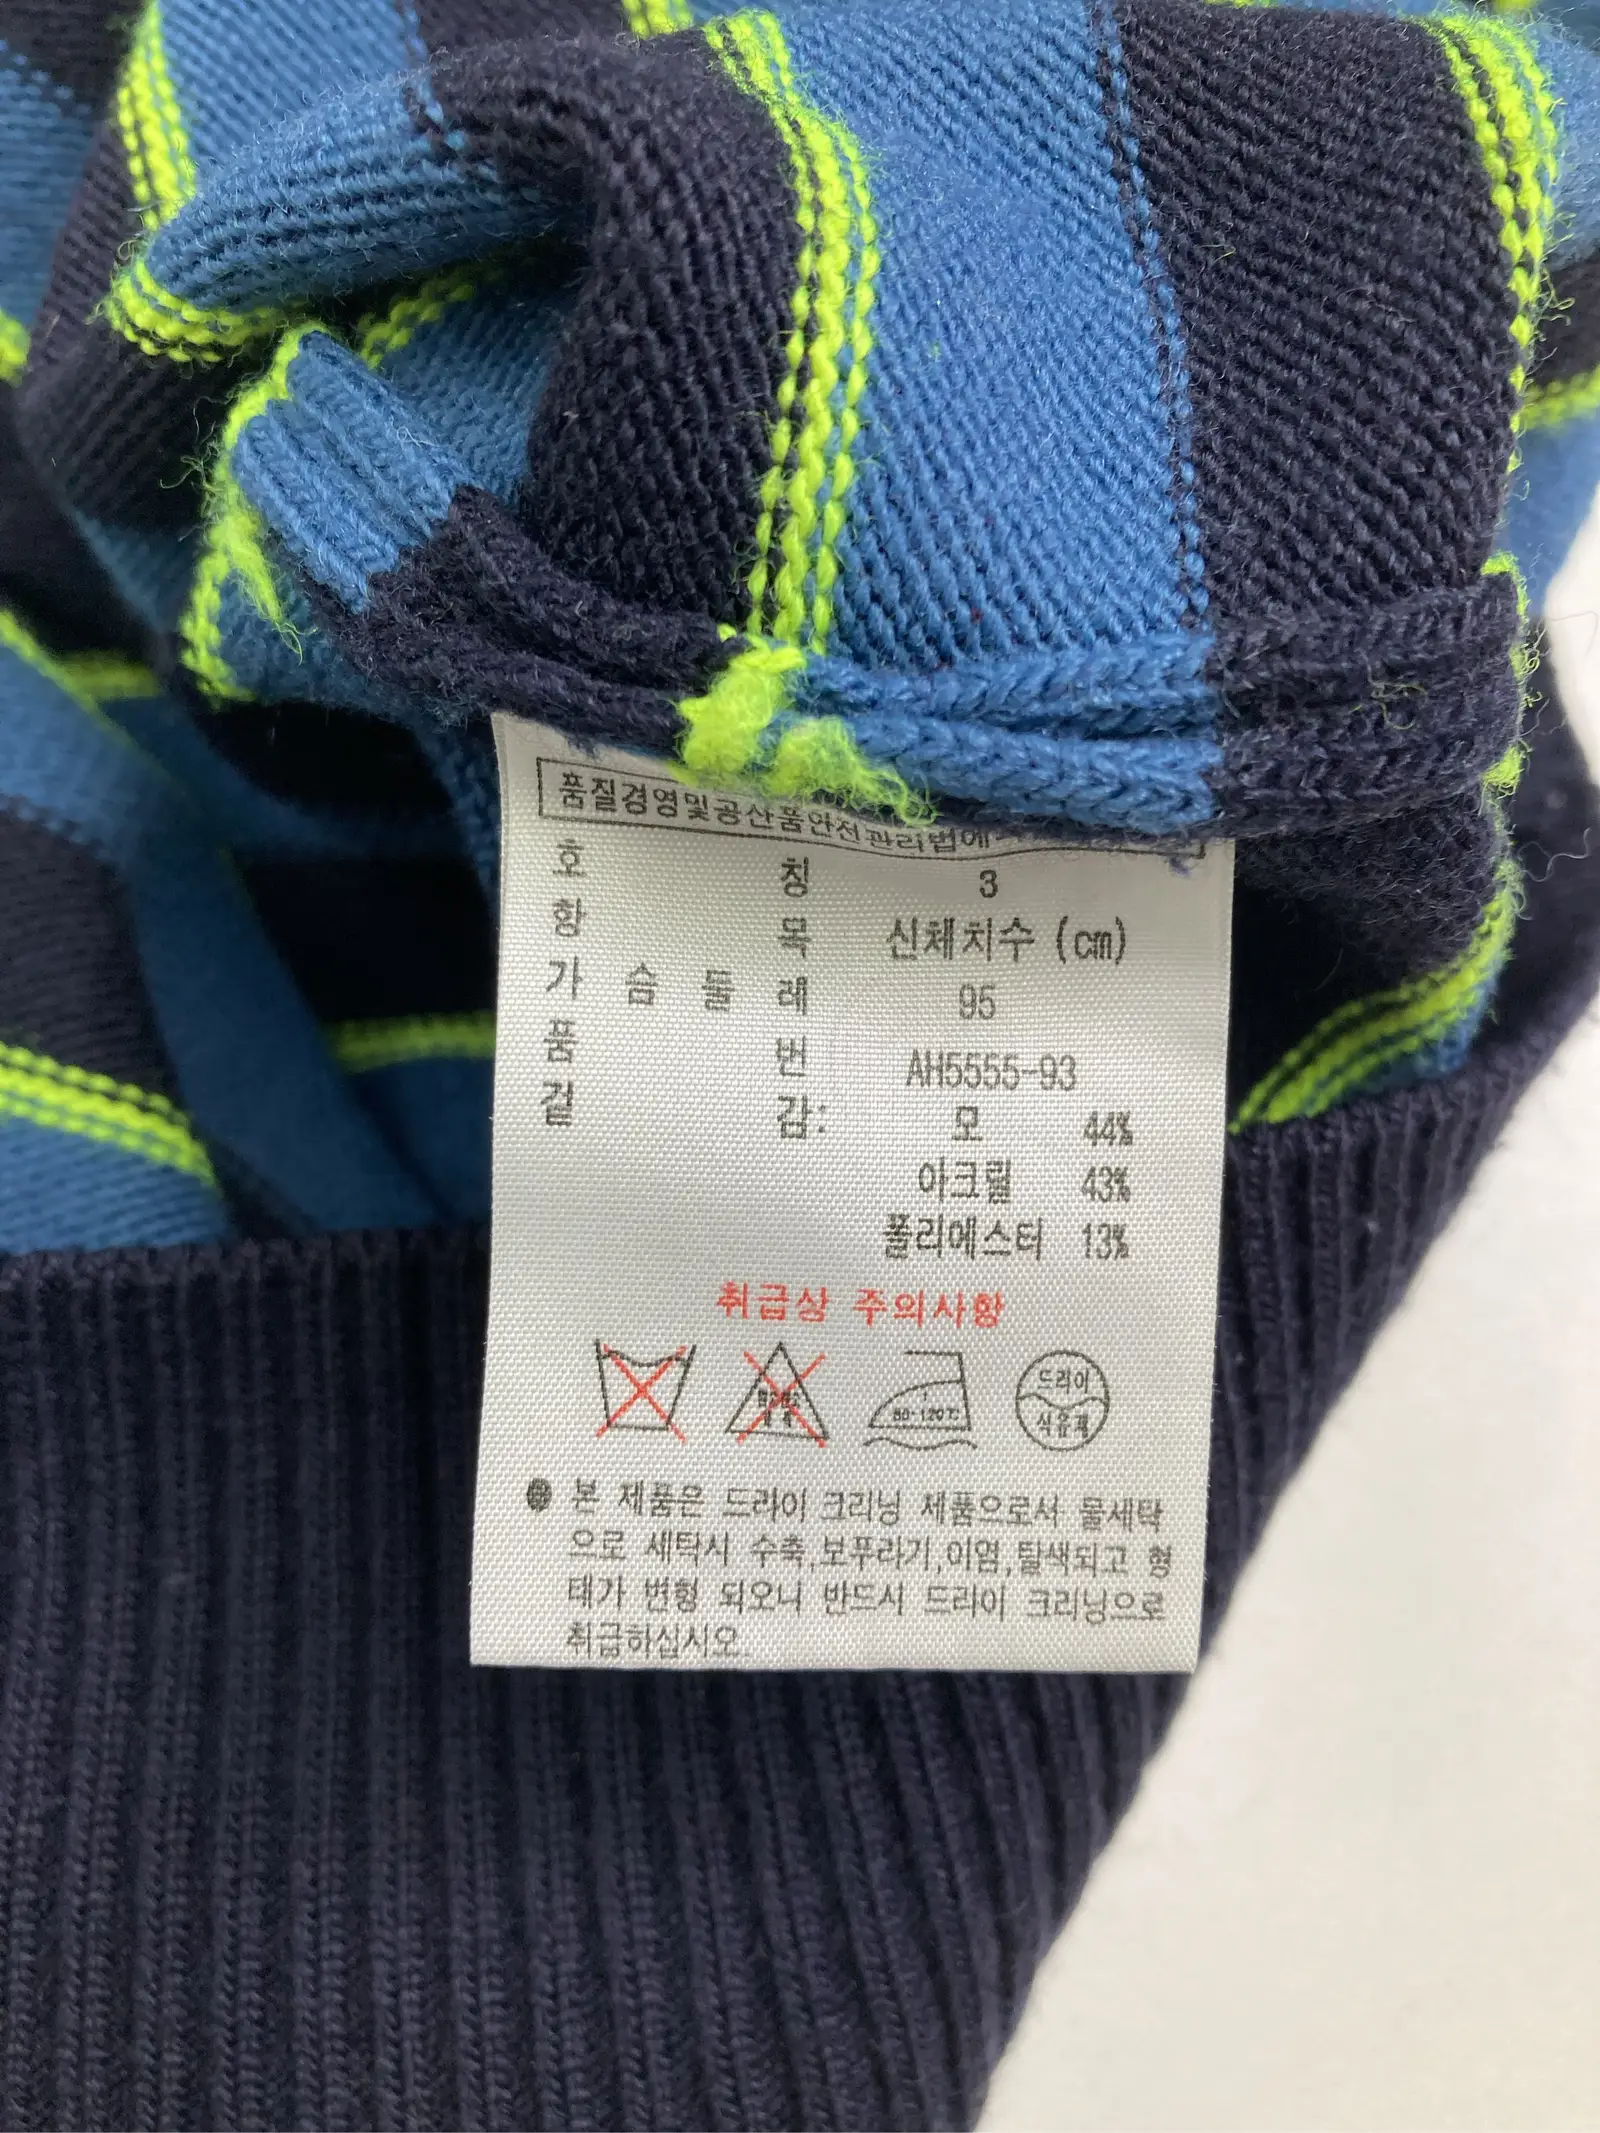 품질경영및공산품안전관리법에
호 칭 3
항 목 신체치수 (cm)
가 슴 둘 레 95
품 번 AH5555-93
겉 감: 모 44%
아크릴 43%
폴리에스터 13%
취급상 주의사항
80-120℃
드라이
석유계
본 제품은 드라이 크리닝 제품으로서 물세탁
으로 세탁시 수축,보푸라기,이염,탈색되고 형
태가 변형 되오니 반드시 드라이 크리닝으로
취급하십시오.